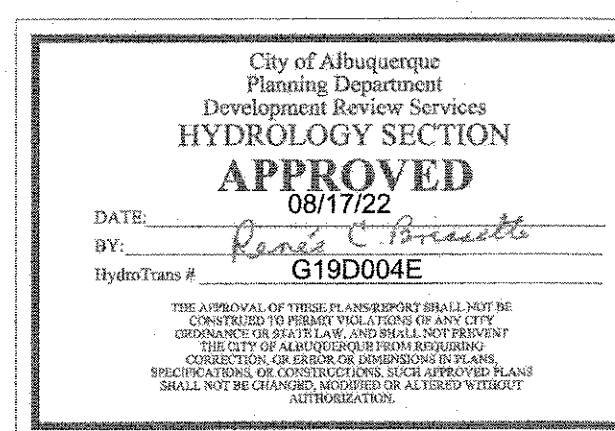 City of Albuquerque
Planning Department
Development Review Services
HYDROLOGY SECTION
APPROVED
DATE: 08/17/22
BY: Renée C. Brissette
HydroTrans # G19D004E
THE APPROVAL OF THESE PLANS/REPORT SHALL NOT BE
CONSTRUED TO PERMIT VIOLATIONS OF ANY CITY
ORDINANCE OR STATE LAW, AND SHALL NOT PREVENT
THE CITY OF ALBUQUERQUE FROM REQUIRING
CORRECTION, OR ERROR OR DIMENSIONS IN PLANS,
SPECIFICATIONS, OR CONSTRUCTIONS. SUCH APPROVED PLANS
SHALL NOT BE CHANGED, MODIFIED OR ALTERED WITHOUT
AUTHORIZATION.